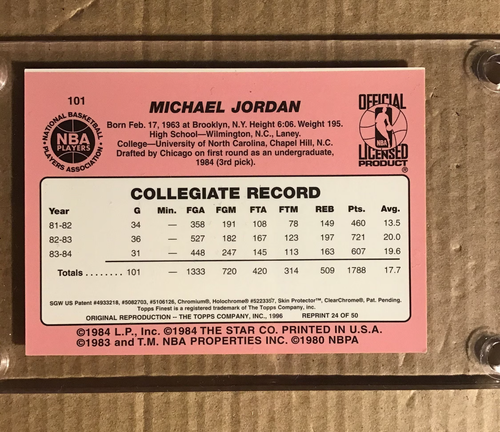 101
MICHAEL JORDAN
Born Feb. 17, 1963 at Brooklyn, N.Y. Height 6:06. Weight 195.
High School—Wilmington, N.C., Laney.
College—University of North Carolina, Chapel Hill, N.C.
Drafted by Chicago on first round as an undergraduate,
1984 (3rd pick).
NATIONAL BASKETBALL
NBA
PLAYERS
PLAYERS ASSOCIATION
OFFICIAL
NBA
LICENSED
PRODUCT ®
COLLEGIATE RECORD
Year G Min. FGA FGM FTA FTM REB Pts. Avg.
81-82 34 — 358 191 108 78 149 460 13.5
82-83 36 — 527 182 167 123 197 721 20.0
83-84 31 — 448 247 145 113 163 607 19.6
Totals . . . . . . . . 101 — 1333 720 420 314 509 1788 17.7
SGW US Patent #4933218, #5082703, #5106126, Chromium®, Holochrome® #5223357, Skin Protector™, ClearChrome®, Pat. Pending.
Topps Finest is a registered trademark of The Topps Company, Inc.
ORIGINAL REPRODUCTION – THE TOPPS COMPANY, INC., 1996 REPRINT 24 OF 50
©1984 L.P., Inc. ©1984 THE STAR CO. PRINTED IN U.S.A.
©1983 and T.M. NBA PROPERTIES INC. ©1980 NBPA